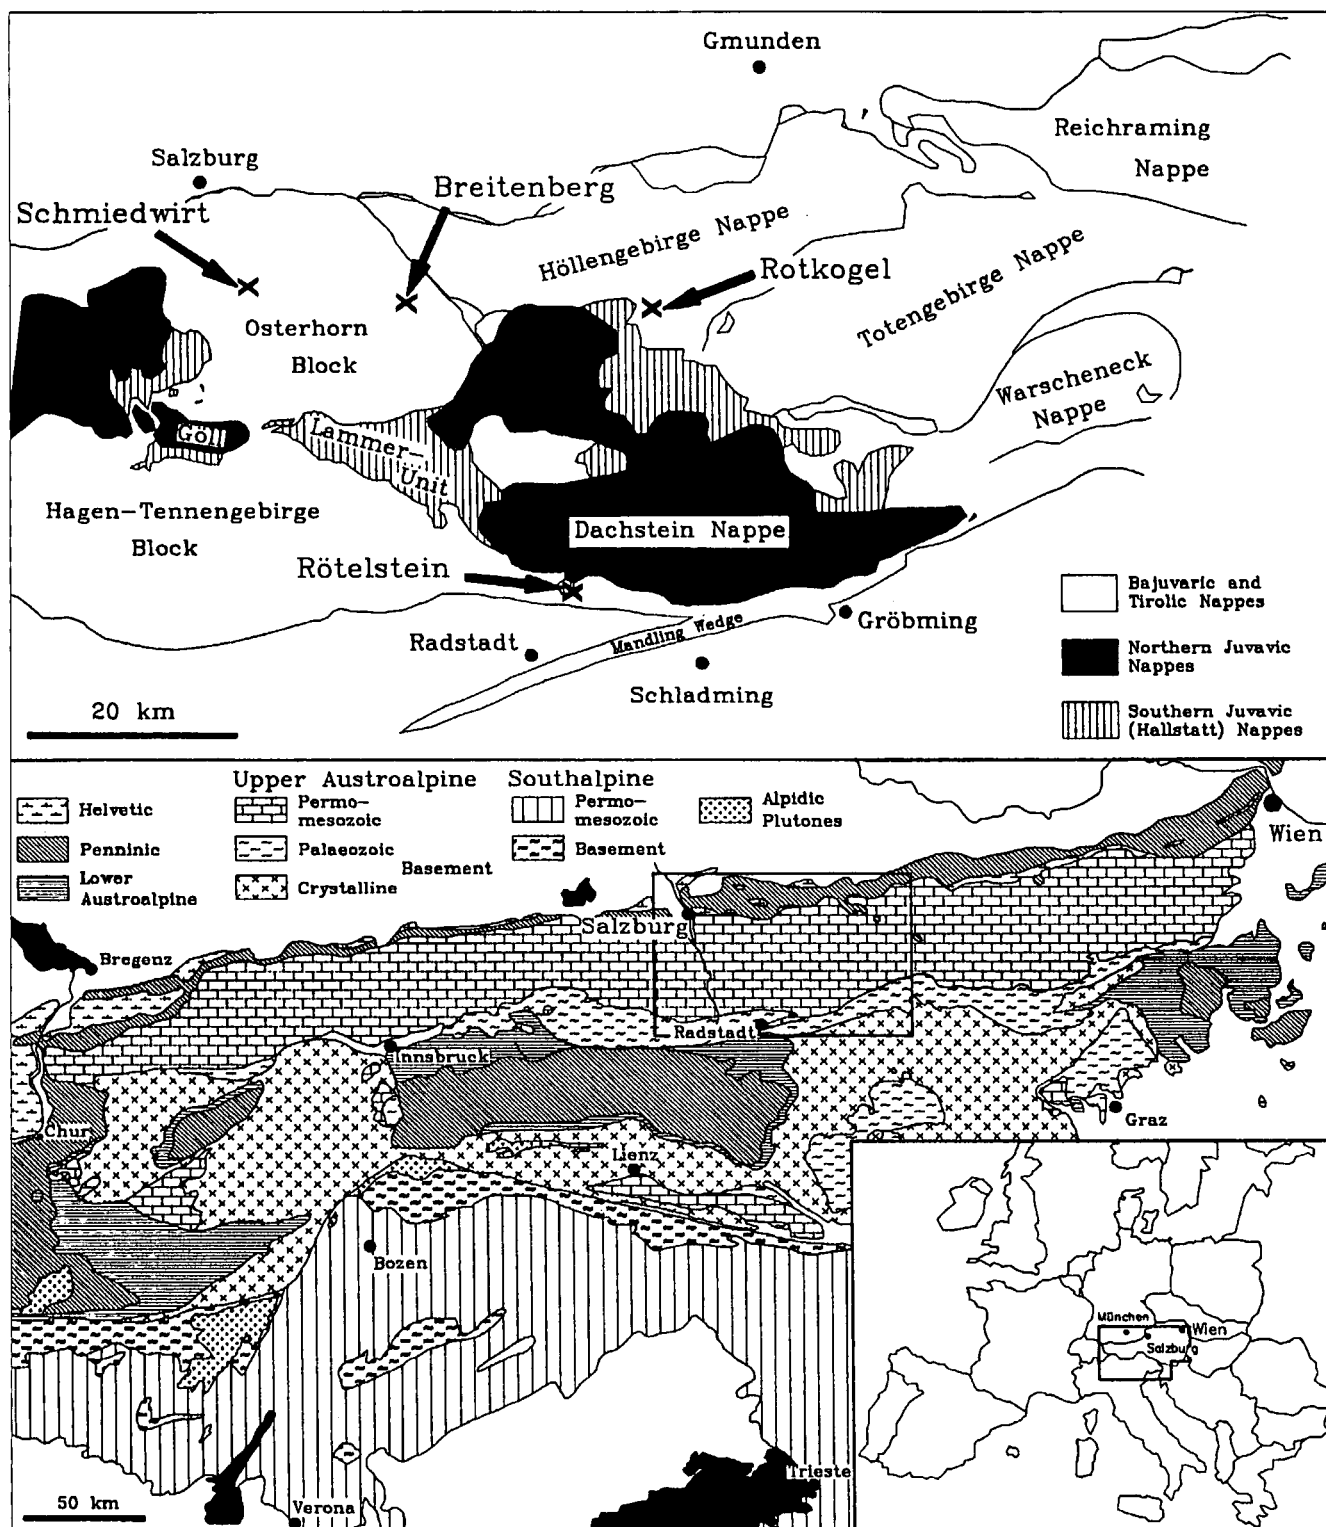 Gmunden
Reichraming
Nappe
Salzburg
Breitenberg
Schmiedwirt
Höllengebirge Nappe
Rotkogel
Totengebirge Nappe
Osterhorn
Block
Warscheneck
Nappe
Göll
Lammer-
Unit
Hagen-Tennengebirge
Block
Dachstein Nappe
Rötelstein
Bajuvaric and
Tirolic Nappes
Gröbming
Radstadt
Mandling Wedge
Northern Juvavic
Nappes
Schladming
20 km
Southern Juvavic
(Hallstatt) Nappes
Upper Austroalpine
Southalpine
Helvetic
Permo-
mesozoic
Permo-
mesozoic
Alpidic
Plutones
Penninic
Palaeozoic
Basement
Basement
Lower
Austroalpine
Crystalline
Wien
Salzburg
Bregenz
Radstadt
Innsbruck
Graz
Chur
Lienz
Bozen
München
Wien
Salzburg
Trieste
50 km
Verona